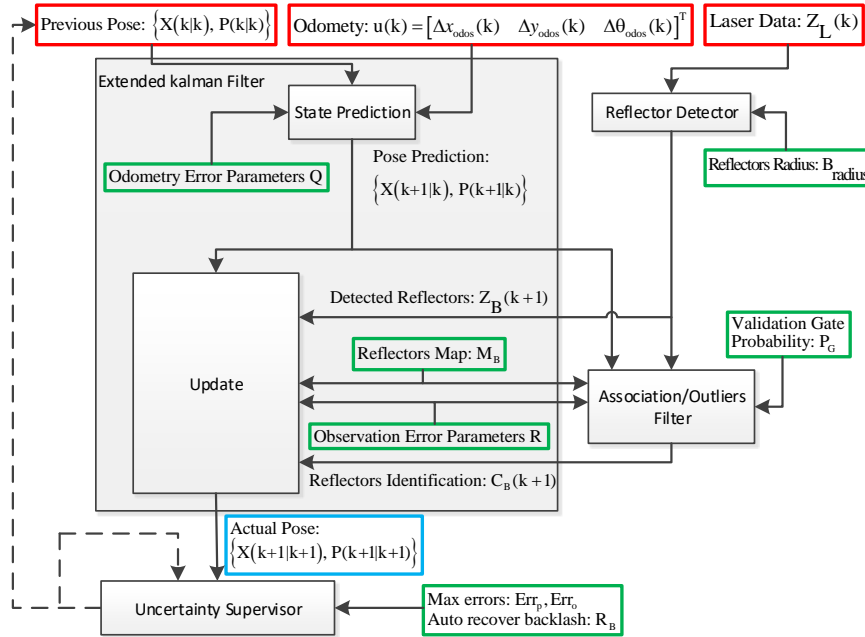 Previous Pose: {X(k|k), P(k|k)}
Odomety: u(k) = [Δx_odos(k) Δy_odos(k) Δθ_odos(k)]^T
Laser Data: Z_L(k)
Extended kalman Filter
State Prediction
Reflector Detector
Odometry Error Parameters Q
Pose Prediction:
{X(k+1|k), P(k+1|k)}
Reflectors Radius: B_radius
Detected Reflectors: Z_B(k+1)
Validation Gate
Probability: P_G
Reflectors Map: M_B
Update
Association/Outliers
Filter
Observation Error Parameters R
Reflectors Identification: C_B(k+1)
Actual Pose:
{X(k+1|k+1), P(k+1|k+1)}
Uncertainty Supervisor
Max errors: Err_p, Err_o
Auto recover backlash: R_B